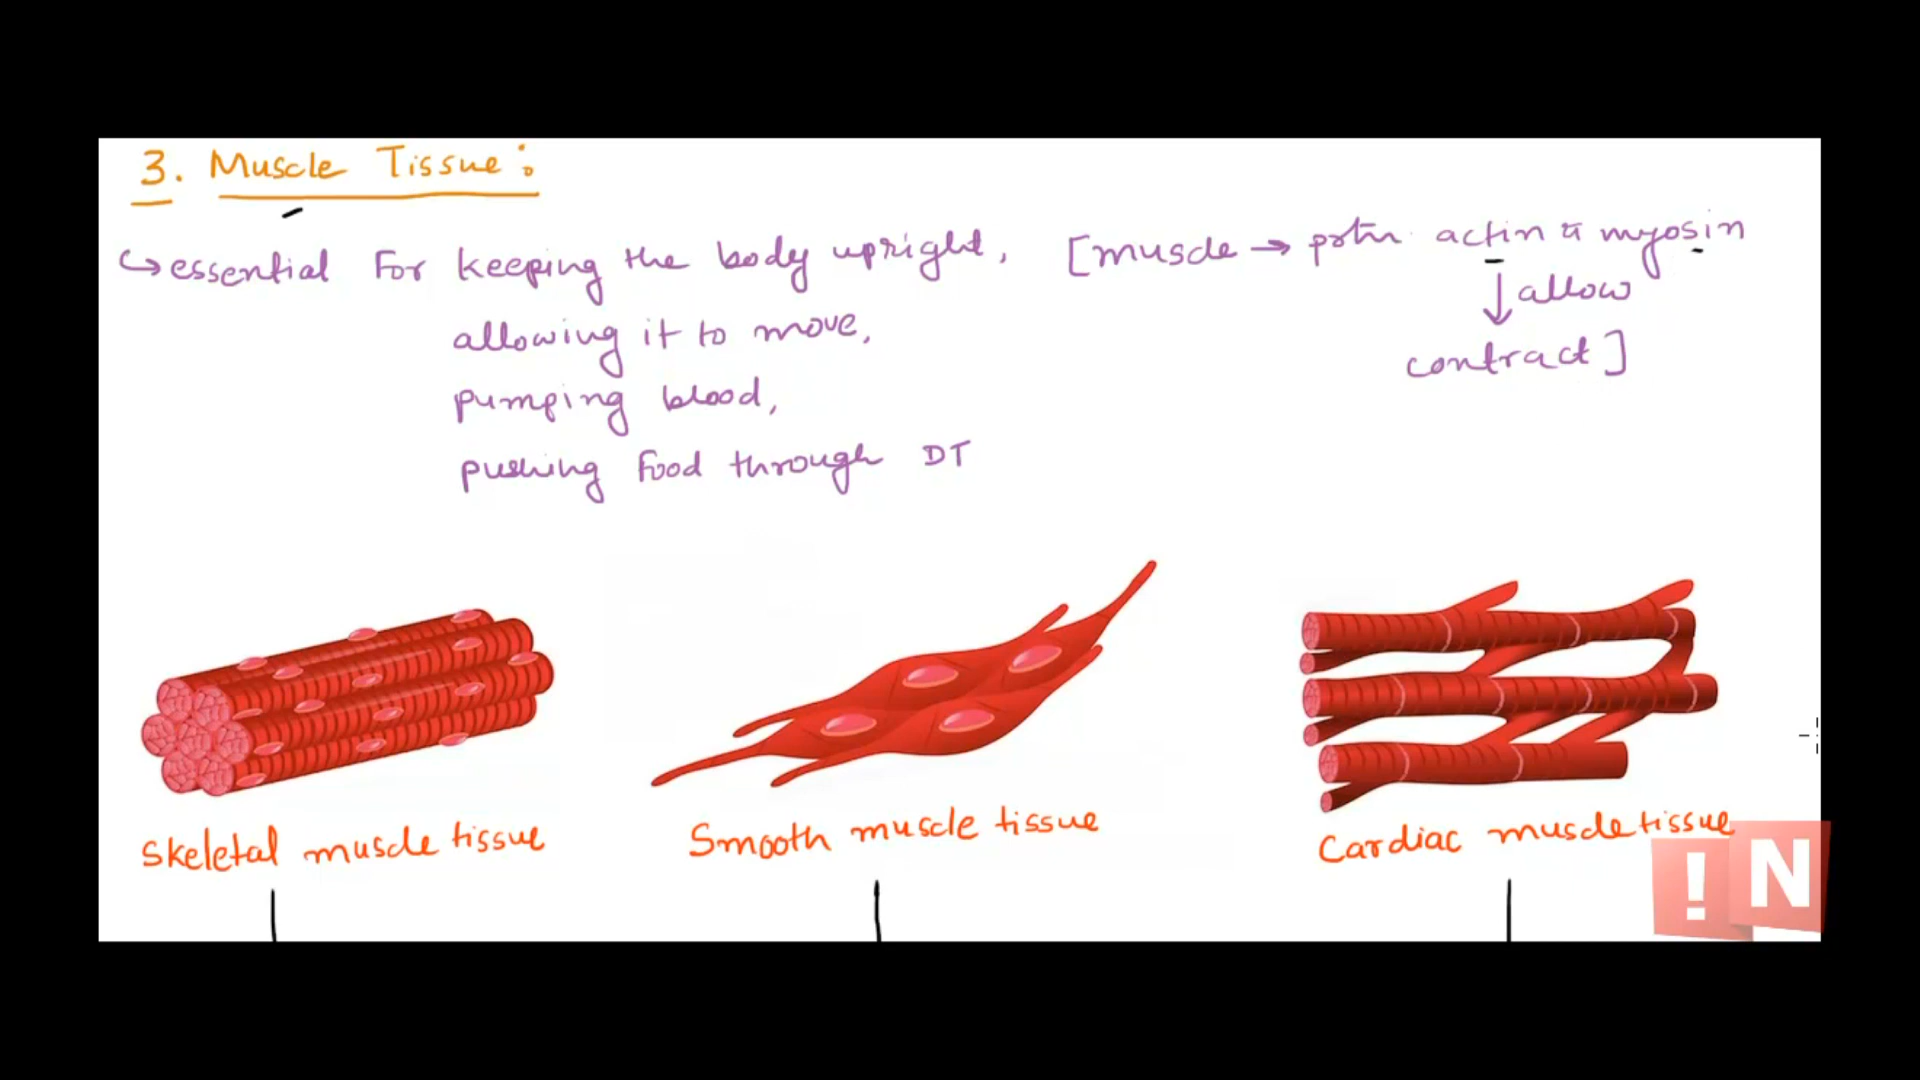 3. Muscle Tissue:
↳ essential for keeping the body upright, [muscle → protn actin & myosin
↓ allow
allowing it to move,
contract]
pumping blood,
pushing food through DT
Skeletal muscle tissue
Smooth muscle tissue
Cardiac muscle tissue
!N